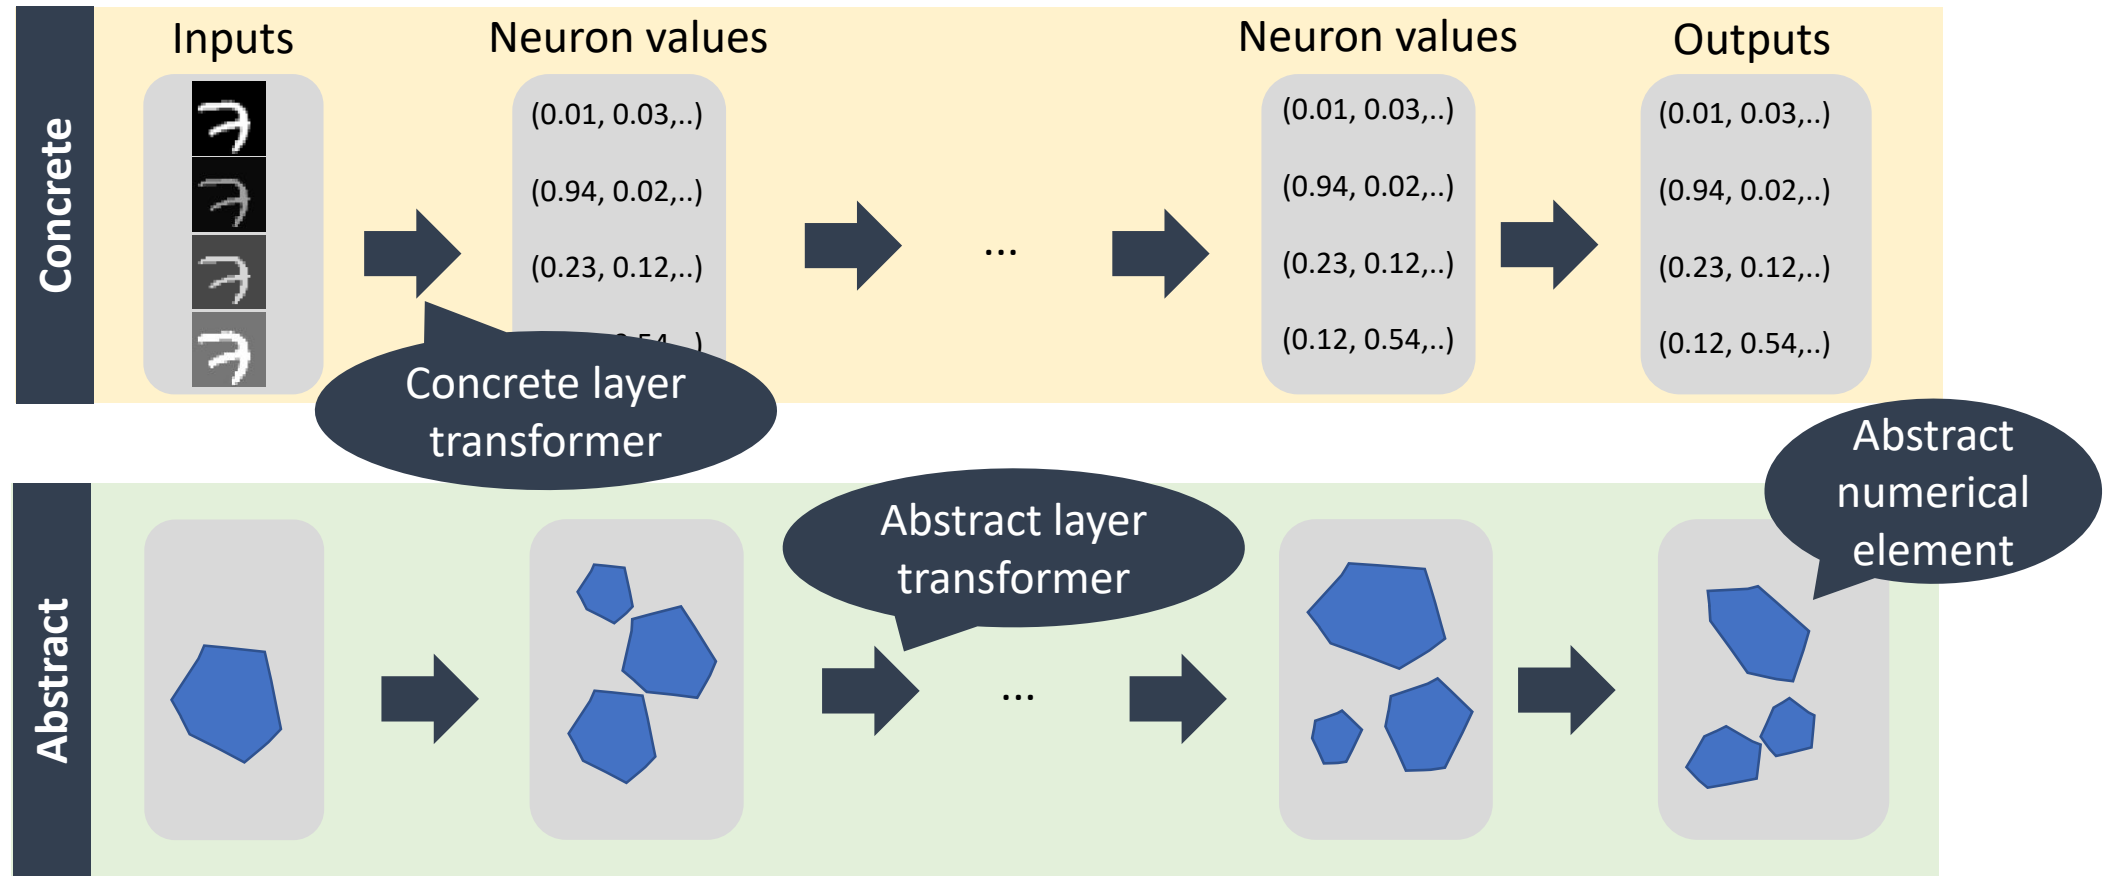 Concrete
Inputs
Neuron values
(0.01, 0.03,..)
(0.94, 0.02,..)
(0.23, 0.12,..)
0.54,..)
...
Neuron values
(0.01, 0.03,..)
(0.94, 0.02,..)
(0.23, 0.12,..)
(0.12, 0.54,..)
Outputs
(0.01, 0.03,..)
(0.94, 0.02,..)
(0.23, 0.12,..)
(0.12, 0.54,..)
Concrete layer
transformer
Abstract
Abstract layer
transformer
...
Abstract
numerical
element